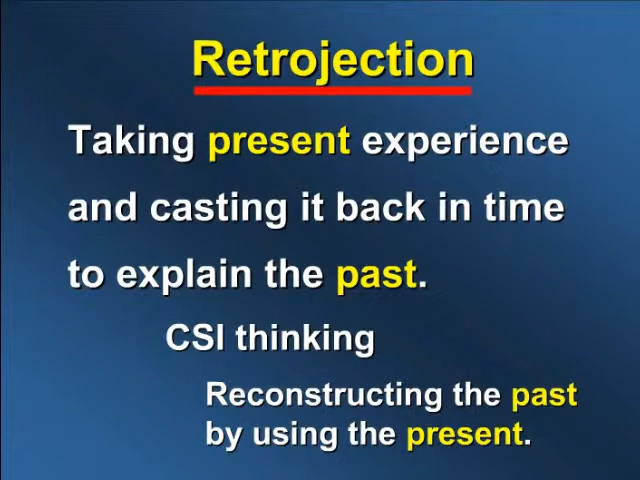 Retrojection
Taking present experience
and casting it back in time
to explain the past.
CSI thinking
Reconstructing the past
by using the present.